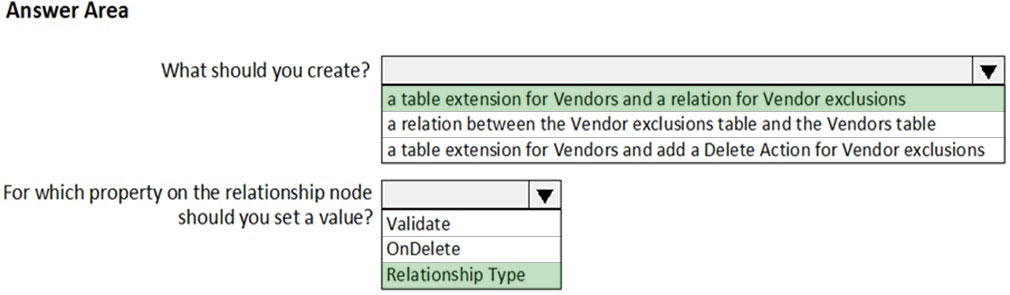 Answer Area
What should you create?
a table extension for Vendors and a relation for Vendor exclusions
a relation between the Vendor exclusions table and the Vendors table
a table extension for Vendors and add a Delete Action for Vendor exclusions
For which property on the relationship node
should you set a value?
Validate
OnDelete
Relationship Type